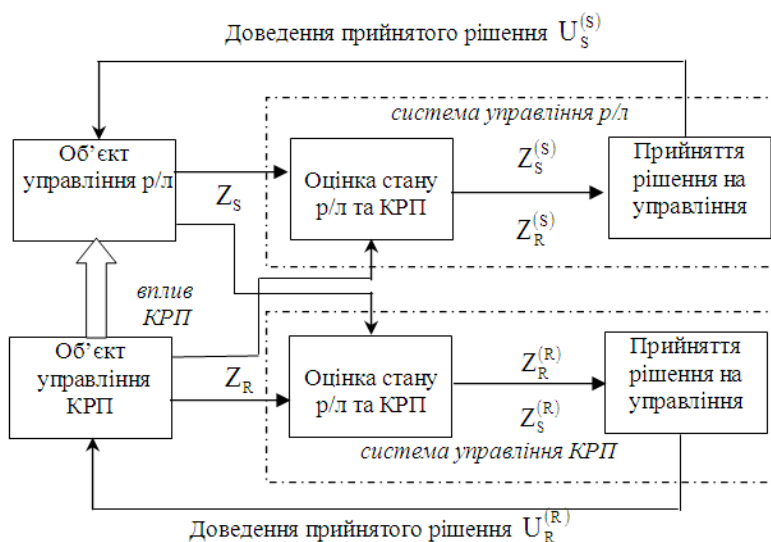 Доведення прийнятого рішення U_S^(S)
система управління р/л
Об’єкт
управління р/л
Z_S
Оцінка стану
р/л та КРП
Z_S^(S)
Z_R^(S)
Прийняття
рішення на
управління
вплив
КРП
Об’єкт
управління
КРП
Z_R
Оцінка стану
р/л та КРП
Z_R^(R)
Z_S^(R)
Прийняття
рішення на
управління
система управління КРП
Доведення прийнятого рішення U_R^(R)